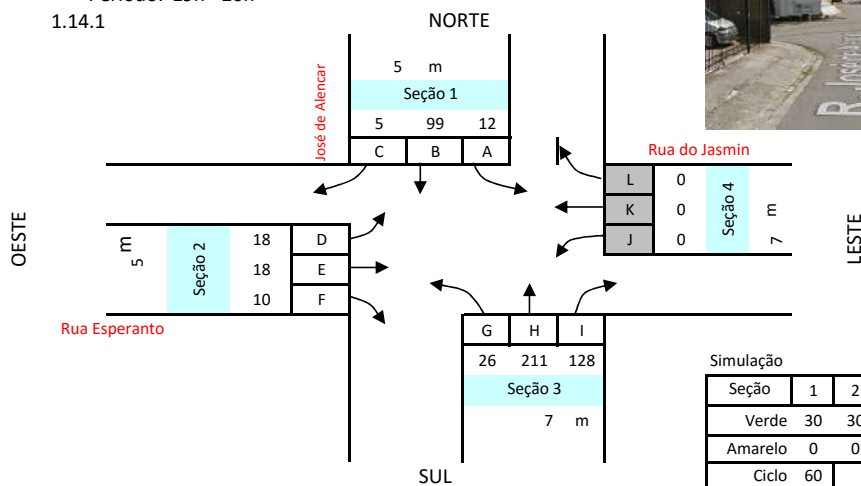 1.14.1
NORTE
5 m
Seção 1
José de Alencar
5 99 12
C B A
Rua do Jasmin
L 0
K 0
J 0
Seção 4
7 m
LESTE
OESTE
5 m
Seção 2
18 D
18 E
10 F
Rua Esperanto
G H I
26 211 128
Seção 3
7 m
SUL
Simulação
Seção 1 2
Verde 30 30
Amarelo 0 0
Ciclo 60